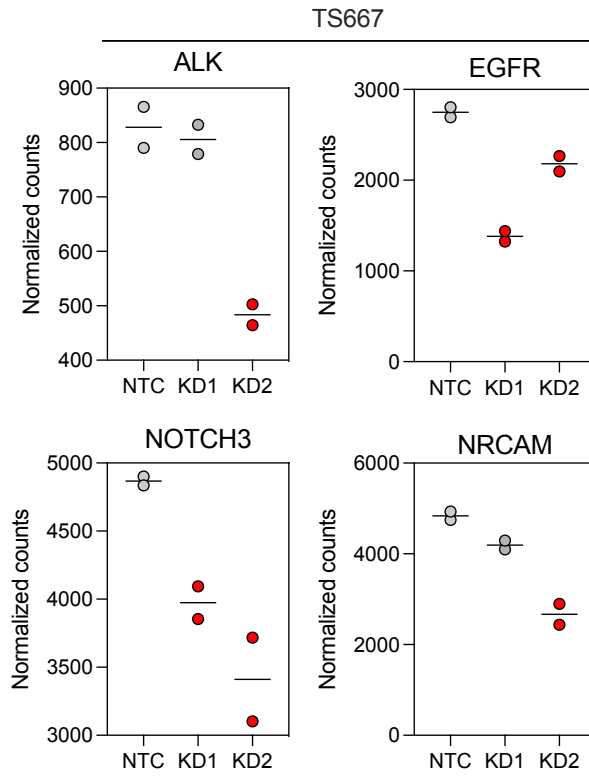 TS667
ALK
Normalized counts
900
800
700
600
500
400
NTC KD1 KD2
EGFR
Normalized counts
3000
2000
1000
0
NTC KD1 KD2
NOTCH3
Normalized counts
5000
4500
4000
3500
3000
NTC KD1 KD2
NRCAM
Normalized counts
6000
4000
2000
0
NTC KD1 KD2